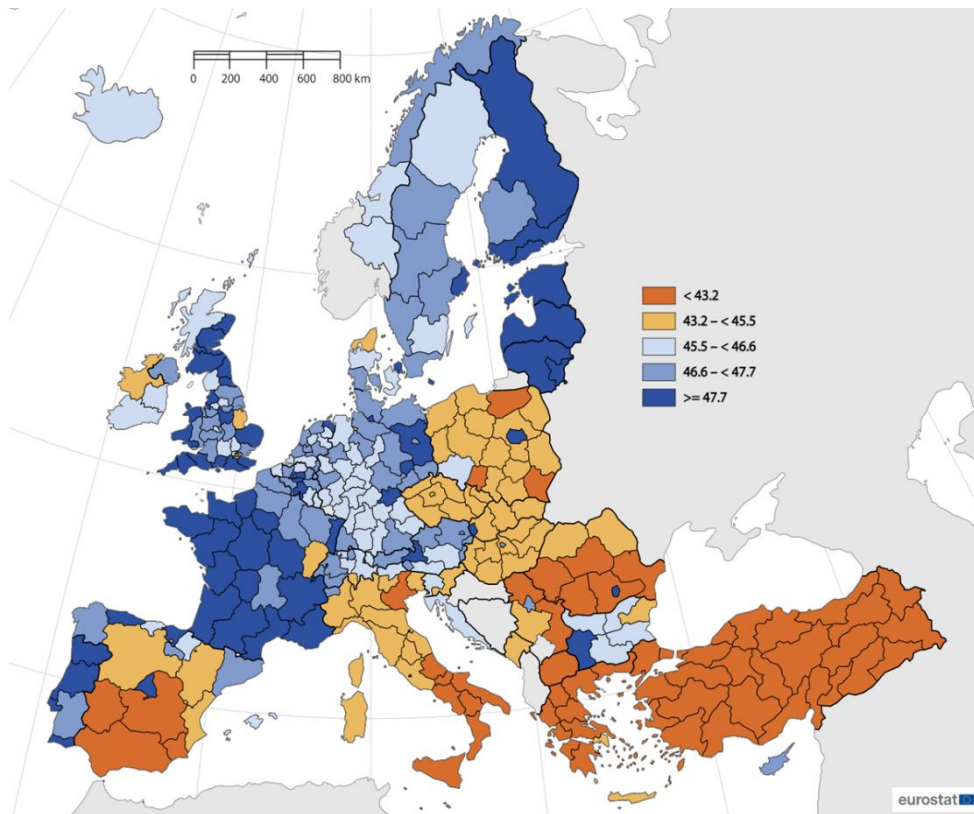 0 200 400 600 800 km
< 43.2
43.2 – < 45.5
45.5 – < 46.6
46.6 – < 47.7
>= 47.7
eurostat